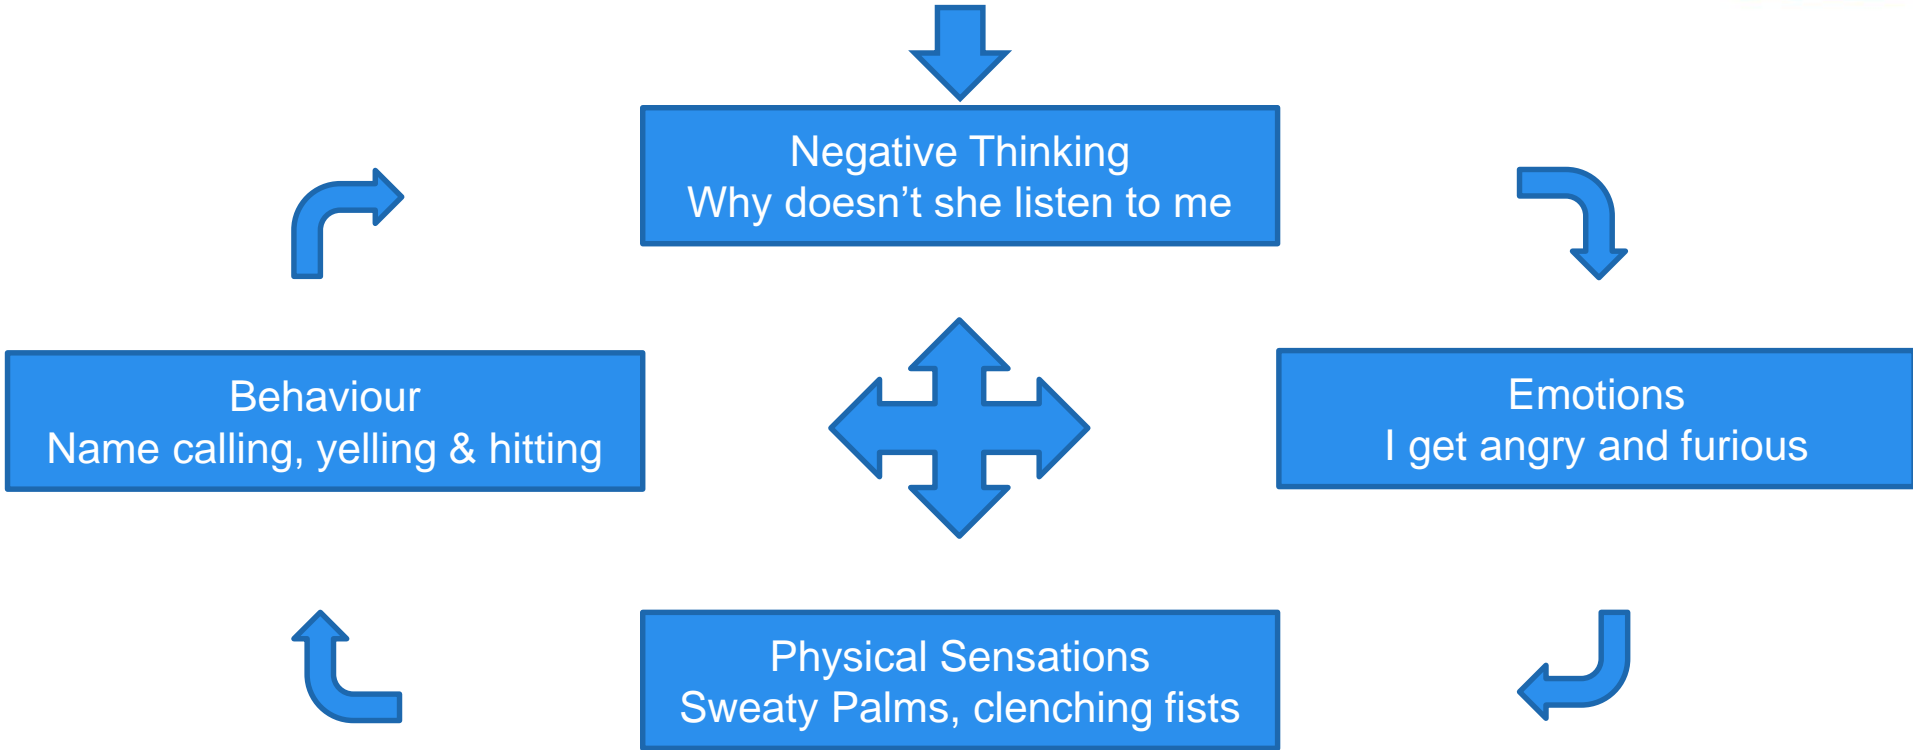 Negative Thinking
Why doesn’t she listen to me
Behaviour
Name calling, yelling & hitting
Emotions
I get angry and furious
Physical Sensations
Sweaty Palms, clenching fists